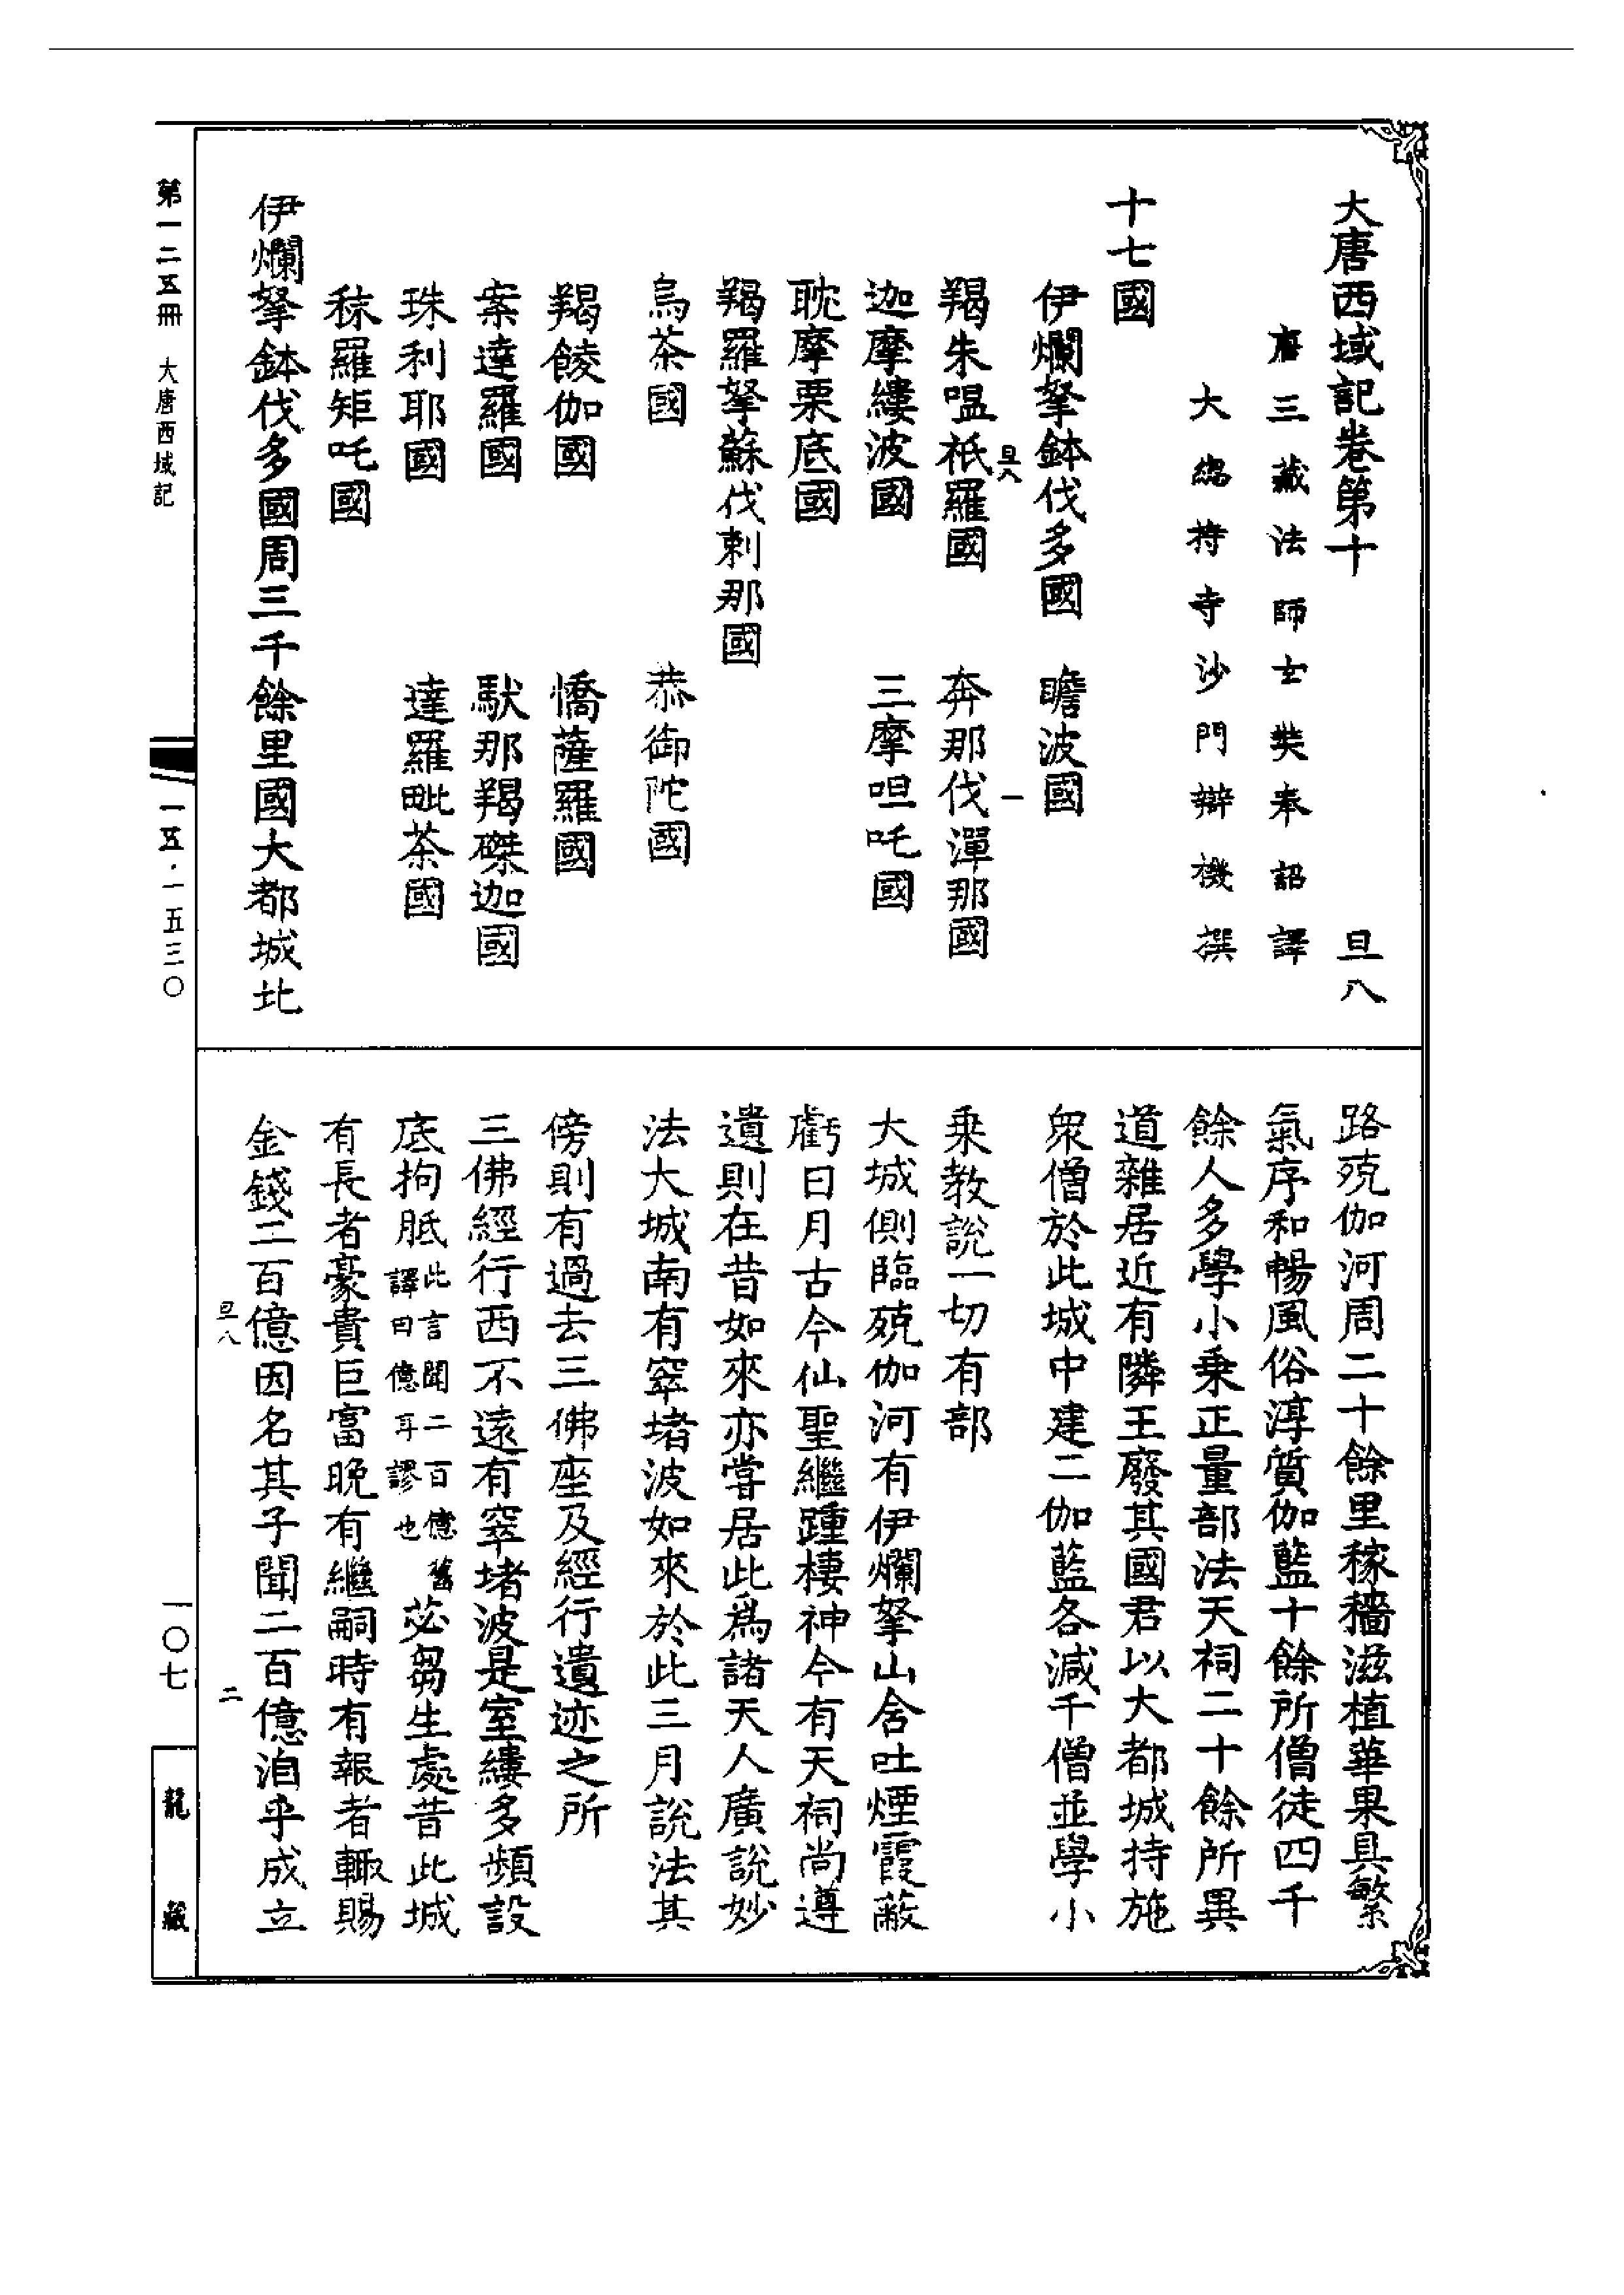 大唐西域記卷第十　旦八
唐三藏法師玄奘奉詔譯
大緫持寺沙門辯機撰
十七國
伊爛拏鉢伐多國　瞻波國
旦八　一
羯朱嗢祇羅國　奔那伐潬那國
迦摩縷波國　三摩呾吒國
耽摩栗底國
羯羅拏蘇伐剌那國
烏茶國　恭御陀國
羯餕伽國　憍薩羅國
案達羅國　馱那羯磔迦國
珠利耶國　達羅毗茶國
秣羅矩吒國
伊爛拏鉢伐多國周三千餘里國大都城北
路殑伽河周二十餘里稼穡滋植華果具繁
氣序和暢風俗淳質伽藍十餘所僧徒四千
餘人多學小乗正量部法天祠二十餘所異
道雜居近有隣王廢其國君以大都城持施
衆僧於此城中建二伽藍各減千僧並學小
乗教說一切有部
大城側臨殑伽河有伊爛拏山含吐煙霞蔽
虧日月古今仙聖繼踵棲神今有天祠尚遵
遺則在昔如來亦甞居此爲諸天人廣說妙
法大城南有窣堵波如來於此三月說法其
傍則有過去三佛座及經行遺迹之所
三佛經行西不遠有窣堵波是室縷多頻設
底拘胝此言聞二百億舊譯曰億耳謬也苾芻生處昔此城
有長者豪貴巨富晩有繼嗣時有報者輙賜
金錢二百億因名其子聞二百億洎乎成立
旦八　二
第一二五冊　大唐西域記
一五·一五三〇
一〇七
龍藏